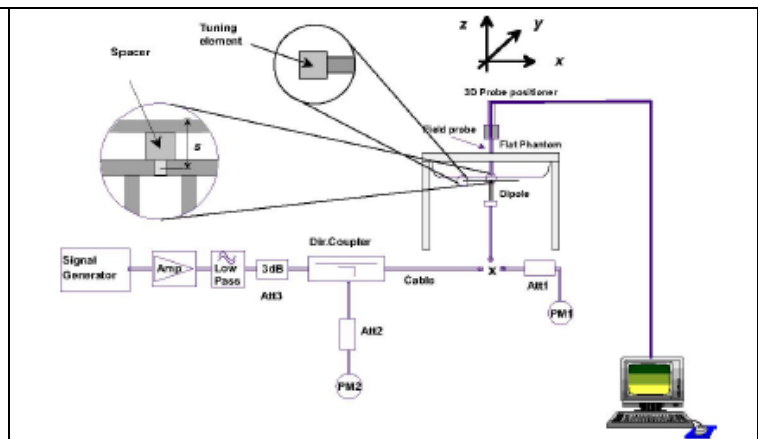 z
y
x
Tuning
element
Spacer
3D Probe positioner
Field probe
Flat Phantom
s
Dipole
Dir.Coupler
Signal
Generator
Amp
Low
Pass
3dB
Cable
x
Att1
Att3
PM1
Att2
PM2